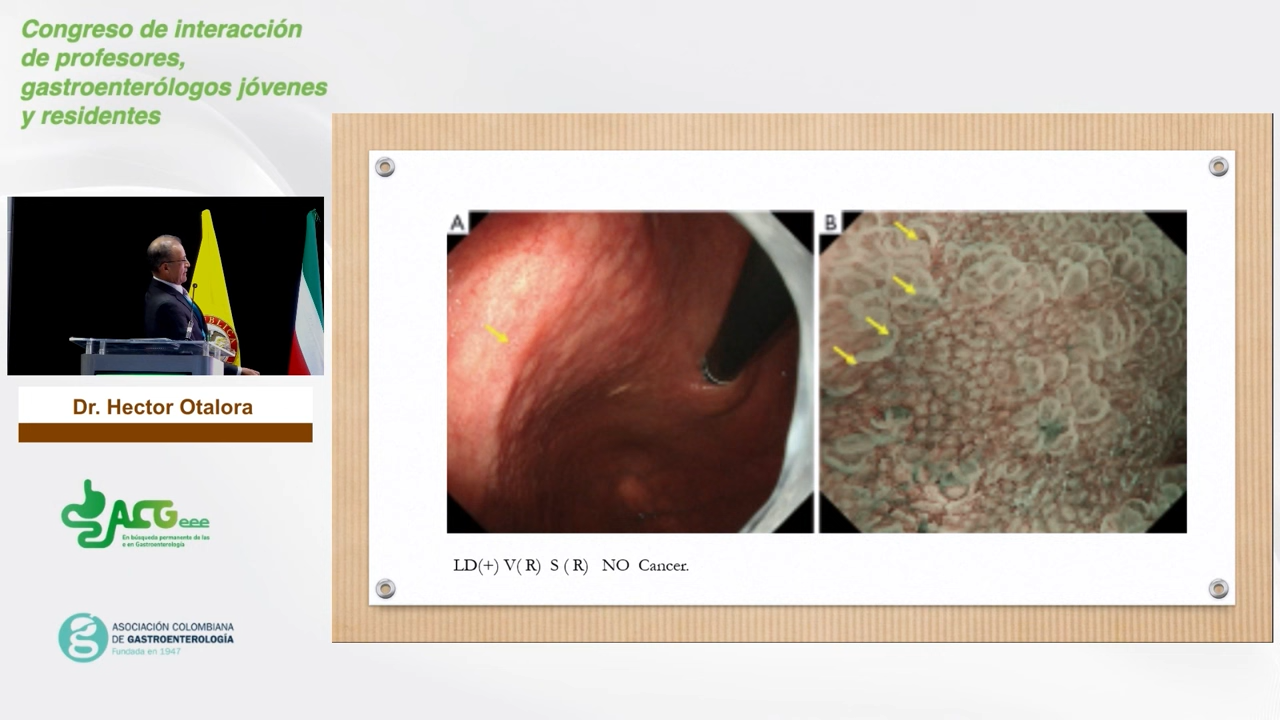 Congreso de interacción
de profesores,
gastroenterólogos jóvenes
y residentes
A
B
LD(+) V( R) S ( R) NO Cancer.
Dr. Hector Otalora
ACGeee
En búsqueda permanente de las
e en Gastroenterología
ASOCIACIÓN COLOMBIANA
DE GASTROENTEROLOGÍA
Fundada en 1947